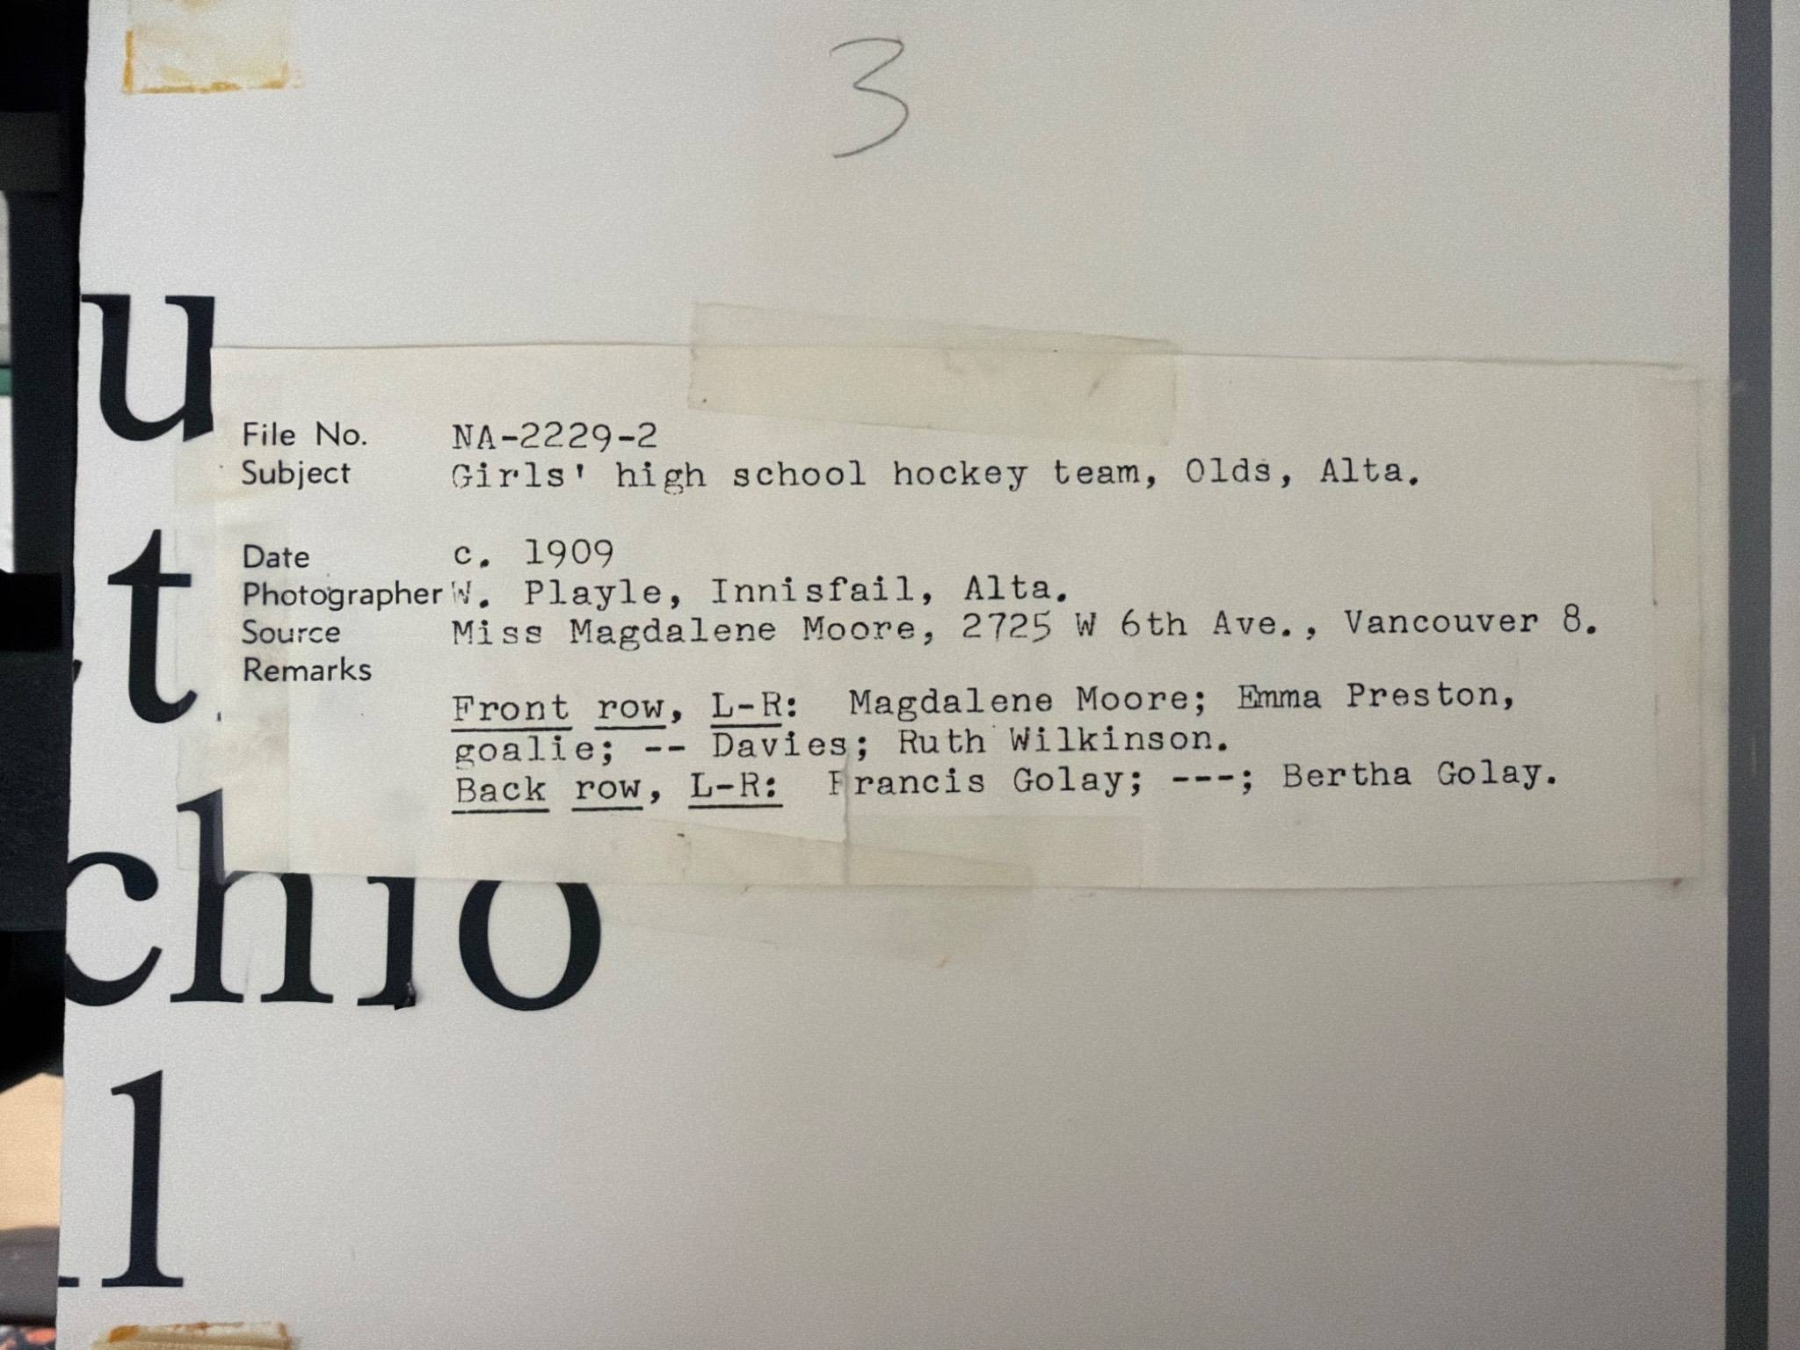 3
u
File No. NA-2229-2
Subject Girls' high school hockey team, Olds, Alta.
t
Date c. 1909
Photographer W. Playle, Innisfail, Alta.
Source Miss Magdalene Moore, 2725 W 6th Ave., Vancouver 8.
Remarks
Front row, L-R: Magdalene Moore; Emma Preston,
goalie; -- Davies; Ruth Wilkinson.
Back row, L-R: Francis Golay; ---; Bertha Golay.
chio
l